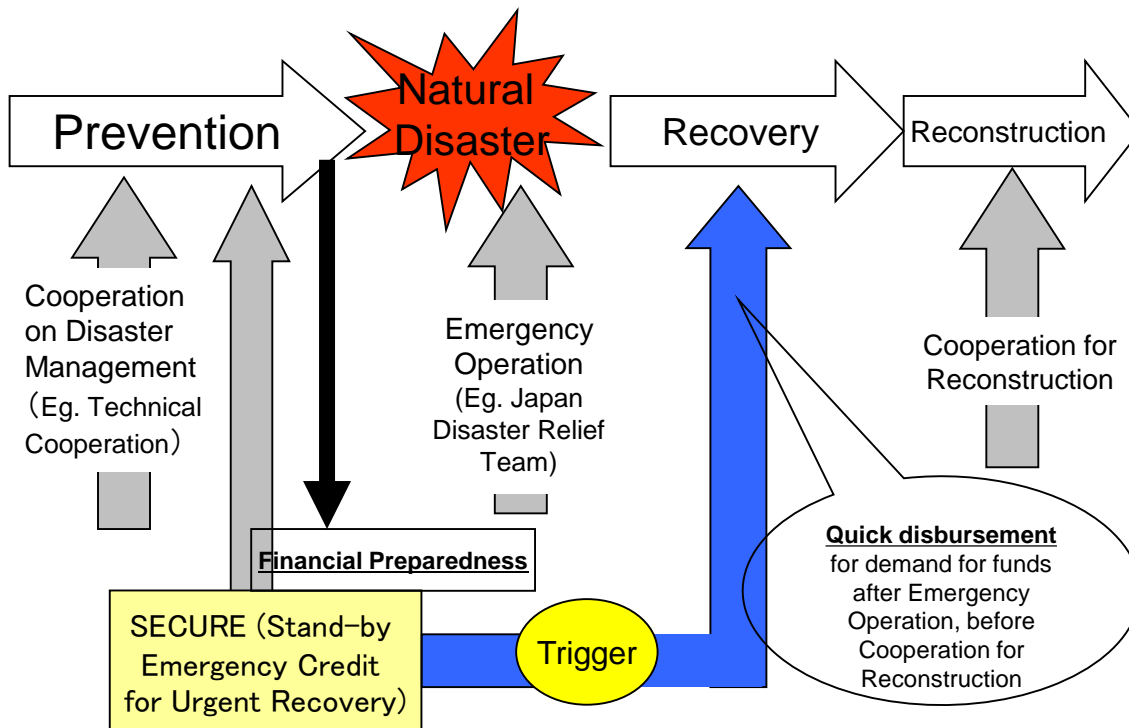 Prevention
Natural
Disaster
Recovery
Reconstruction
Cooperation
on Disaster
Management
（Eg. Technical
Cooperation）
Emergency
Operation
(Eg. Japan
Disaster Relief
Team)
Cooperation for
Reconstruction
Financial Preparedness
SECURE (Stand-by
Emergency Credit
for Urgent Recovery)
Trigger
Quick disbursement
for demand for funds
after Emergency
Operation, before
Cooperation for
Reconstruction